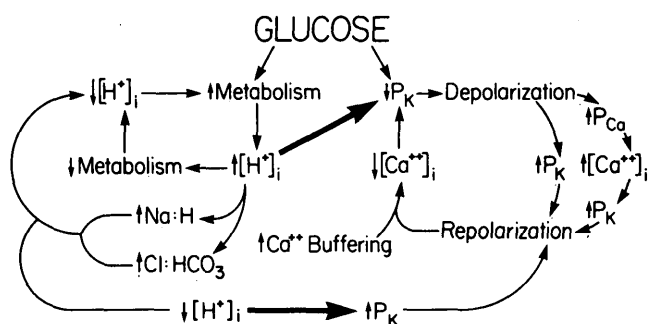 GLUCOSE
↓[H⁺]ᵢ ↑Metabolism ↓P_K Depolarization
↑P_Ca
↓Metabolism ↑[H⁺]ᵢ ↓[Ca⁺⁺]ᵢ ↑P_K ↑[Ca⁺⁺]ᵢ
↑Na:H ↑P_K
↑Ca⁺⁺ Buffering Repolarization
↑Cl:HCO₃
↓[H⁺]ᵢ ↑P_K